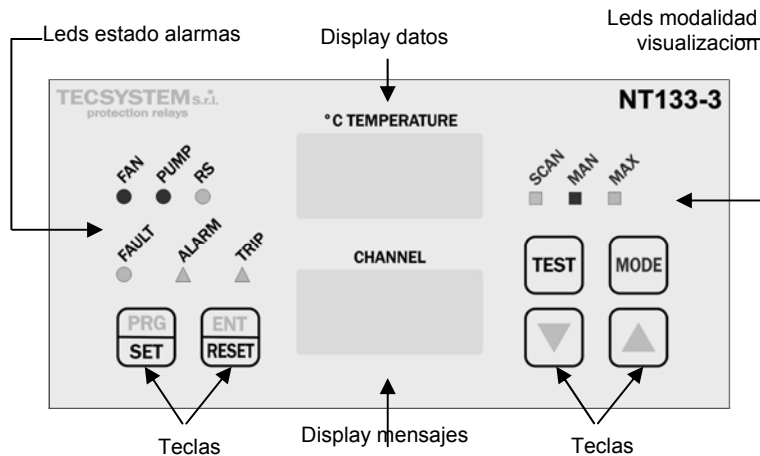 Leds estado alarmas
Display datos
Leds modalidad
visualizacion
TECSYSTEM s.r.l.
protection relays
NT133-3
°C TEMPERATURE
FAN
PUMP
RS
SCAN
MAN
MAX
FAULT
ALARM
TRIP
CHANNEL
TEST
MODE
PRG
SET
ENT
RESET
Teclas
Display mensajes
Teclas